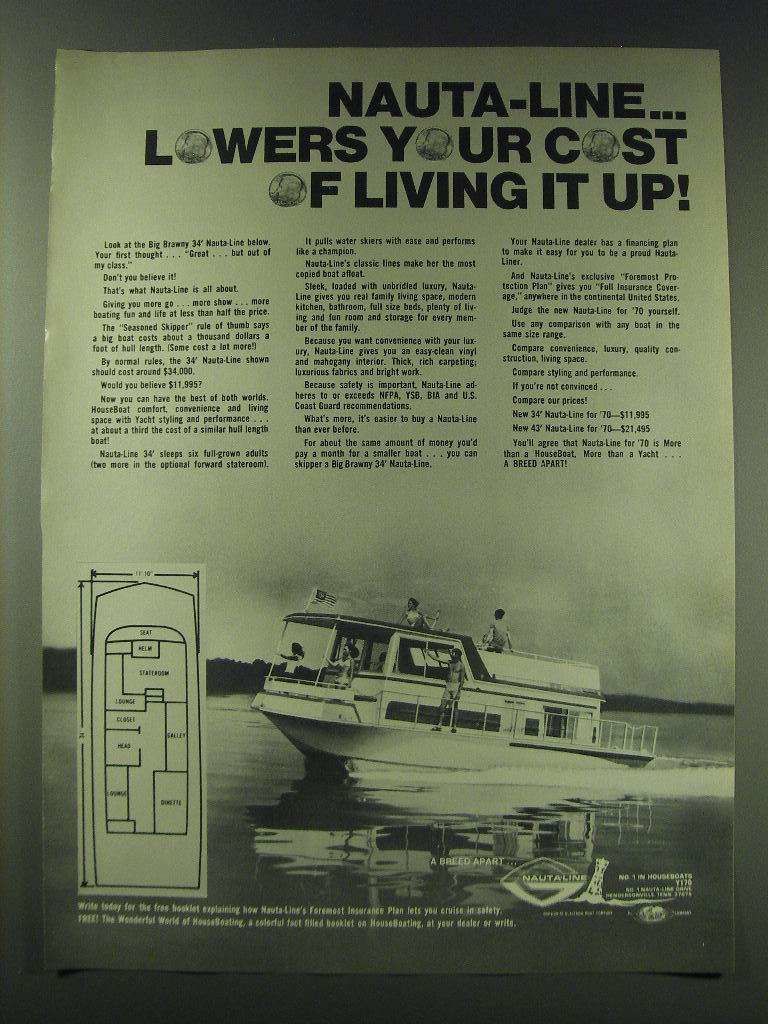 NAUTA-LINE...
LOWERS YOUR COST
OF LIVING IT UP!
Look at the Big Brawny 34' Nauta-Line below.
Your first thought . . . "Great . . . but out of
my class."
Don't you believe it!
That's what Nauta-Line is all about.
Giving you more go . . . more show . . . more
boating fun and life at less than half the price.
The "Seasoned Skipper" rule of thumb says
a big boat costs about a thousand dollars a
foot of hull length. (Some cost a lot more!)
By normal rules, the 34' Nauta-Line shown
should cost around $34,000.
Would you believe $11,995?
Now you can have the best of both worlds.
HouseBoat comfort, convenience and living
space with Yacht styling and performance . . .
at about a third the cost of a similar hull length
boat!
Nauta-Line 34' sleeps six full-grown adults
(two more in the optional forward stateroom).
It pulls water skiers with ease and performs
like a champion.
Nauta-Line's classic lines make her the most
copied boat afloat.
Sleek, loaded with unbridled luxury, Nauta-
Line gives you real family living space, modern
kitchen, bathroom, full size beds, plenty of liv-
ing and fun room and storage for every mem-
ber of the family.
Because you want convenience with your lux-
ury, Nauta-Line gives you an easy-clean vinyl
and mahogany interior. Thick, rich carpeting;
luxurious fabrics and bright work.
Because safety is important, Nauta-Line ad-
heres to or exceeds NFPA, YSB, BIA and U.S.
Coast Guard recommendations.
What's more, it's easier to buy a Nauta-Line
than ever before.
For about the same amount of money you'd
pay a month for a smaller boat . . . you can
skipper a Big Brawny 34' Nauta-Line.
Your Nauta-Line dealer has a financing plan
to make it easy for you to be a proud Nauta-
Liner.
And Nauta-Line's exclusive "Foremost Pro-
tection Plan" gives you "Full Insurance Cover-
age," anywhere in the continental United States.
Judge the new Nauta-Line for '70 yourself.
Use any comparison with any boat in the
same size range.
Compare convenience, luxury, quality con-
struction, living space.
Compare styling and performance.
If you're not convinced . . .
Compare our prices!
New 34' Nauta-Line for '70—$11,995
New 43' Nauta-Line for '70—$21,495
You'll agree that Nauta-Line for '70 is More
than a HouseBoat, More than a Yacht . . .
A BREED APART!
11' 10"
SEAT
HELM
STATEROOM
LOUNGE
CLOSET
GALLEY
HEAD
LOUNGE
DINETTE
34'
A BREED APART . . .
NAUTA-LINE
NO. 1 IN HOUSEBOATS
Y170
NO. 1 NAUTA-LINE DRIVE
HENDERSONVILLE, TENN. 37075
Write today for the free booklet explaining how Nauta-Line's Foremost Insurance Plan lets you cruise in safety.
FREE! The Wonderful World of HouseBoating, a colorful fact filled booklet on HouseBoating, at your dealer or write.